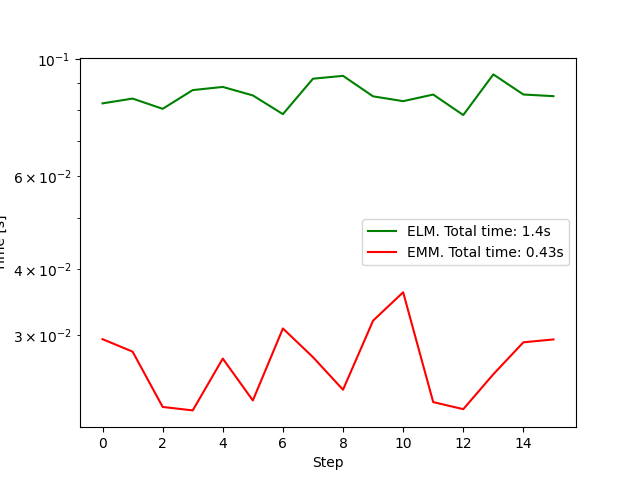 10⁻¹
6 × 10⁻²
4 × 10⁻²
3 × 10⁻²
Time [s]
ELM. Total time: 1.4s
EMM. Total time: 0.43s
0 2 4 6 8 10 12 14
Step